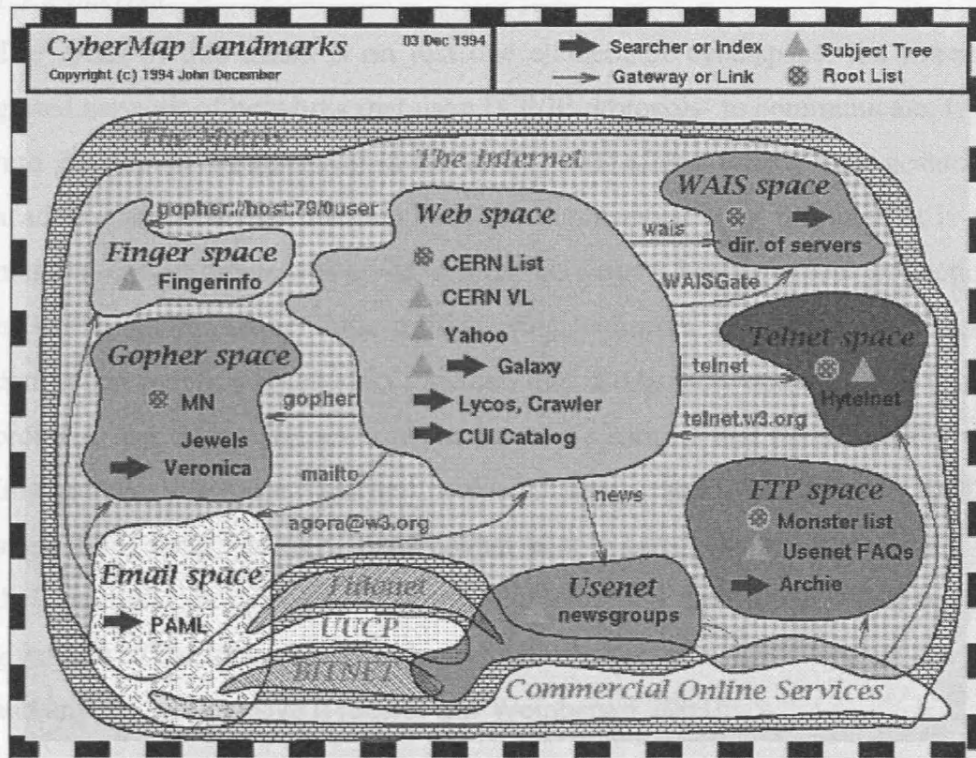 CyberMap Landmarks
03 Dec 1994
Copyright (c) 1994 John December
Searcher or Index
Subject Tree
Gateway or Link
Root List
The Matrix
The Internet
gopher://host:79/0user
Finger space
Fingerinfo
Web space
CERN List
CERN VL
Yahoo
Galaxy
Lycos, Crawler
CUI Catalog
WAIS space
dir. of servers
wais
WAISGate
Gopher space
MN
Jewels
Veronica
gopher
telnet
Telnet space
Hytelnet
telnet.w3.org
mailto
agora@w3.org
news
FTP space
Monster list
Usenet FAQs
Archie
Email space
PAML
Fidonet
UUCP
BITNET
Usenet
newsgroups
Commercial Online Services